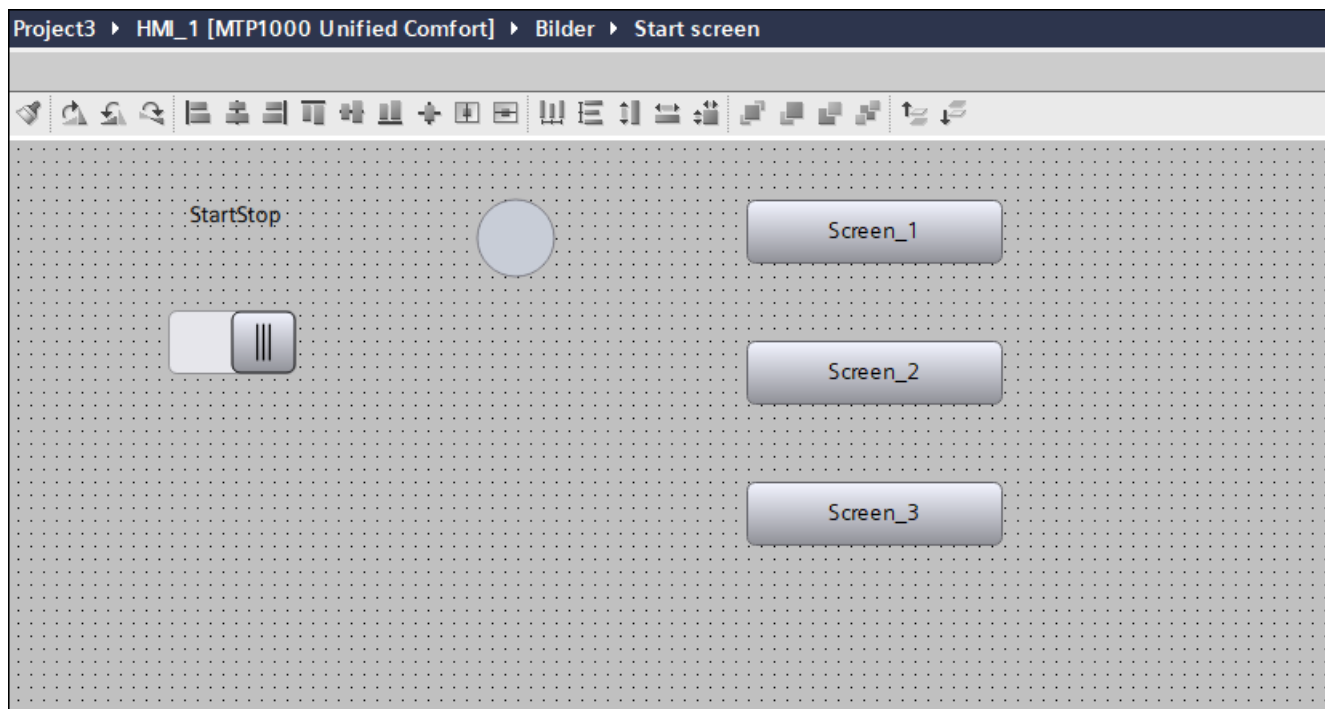 Project3 ▸ HMI_1 [MTP1000 Unified Comfort] ▸ Bilder ▸ Start screen
StartStop
Screen_1
Screen_2
Screen_3